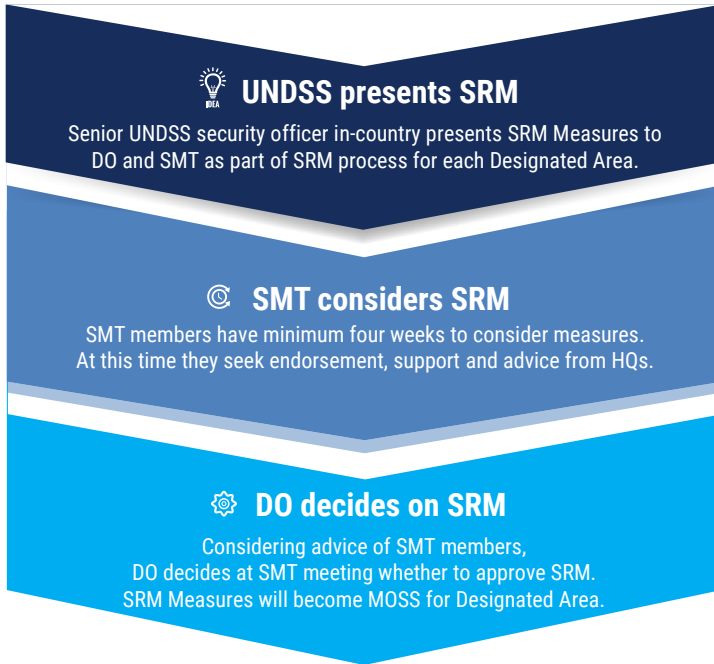 IDEA
UNDSS presents SRM
Senior UNDSS security officer in-country presents SRM Measures to
DO and SMT as part of SRM process for each Designated Area.
SMT considers SRM
SMT members have minimum four weeks to consider measures.
At this time they seek endorsement, support and advice from HQs.
DO decides on SRM
Considering advice of SMT members,
DO decides at SMT meeting whether to approve SRM.
SRM Measures will become MOSS for Designated Area.